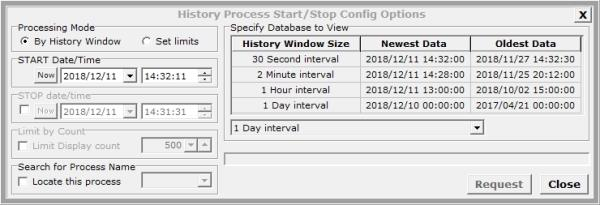 History Process Start/Stop Config Options
X
Processing Mode
By History Window Set limits
START Date/Time
Now 2018/12/11 14:32:11
STOP date/time
Now 2018/12/11 14:31:31
Limit by Count
Limit Display count 500
Search for Process Name
Locate this process
Specify Database to View
History Window Size Newest Data Oldest Data
30 Second interval 2018/12/11 14:32:00 2018/11/27 14:32:30
2 Minute interval 2018/12/11 14:32:00 2018/11/25 20:12:00
1 Hour interval 2018/12/11 13:00:00 2018/10/02 15:00:00
1 Day interval 2018/12/10 00:00:00 2017/04/21 00:00:00
1 Day interval
Request Close